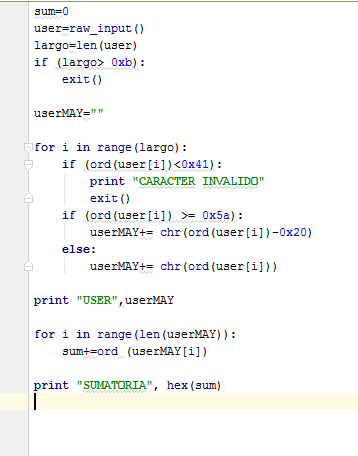 sum=0
user=raw_input()
largo=len(user)
if (largo> 0xb):
    exit()
userMAY=""
for i in range(largo):
    if (ord(user[i])<0x41):
        print "CARACTER INVALIDO"
        exit()
    if (ord(user[i]) >= 0x5a):
        userMAY+= chr(ord(user[i])-0x20)
    else:
        userMAY+= chr(ord(user[i]))
print "USER",userMAY
for i in range(len(userMAY)):
    sum+=ord (userMAY[i])
print "SUMATORIA", hex(sum)